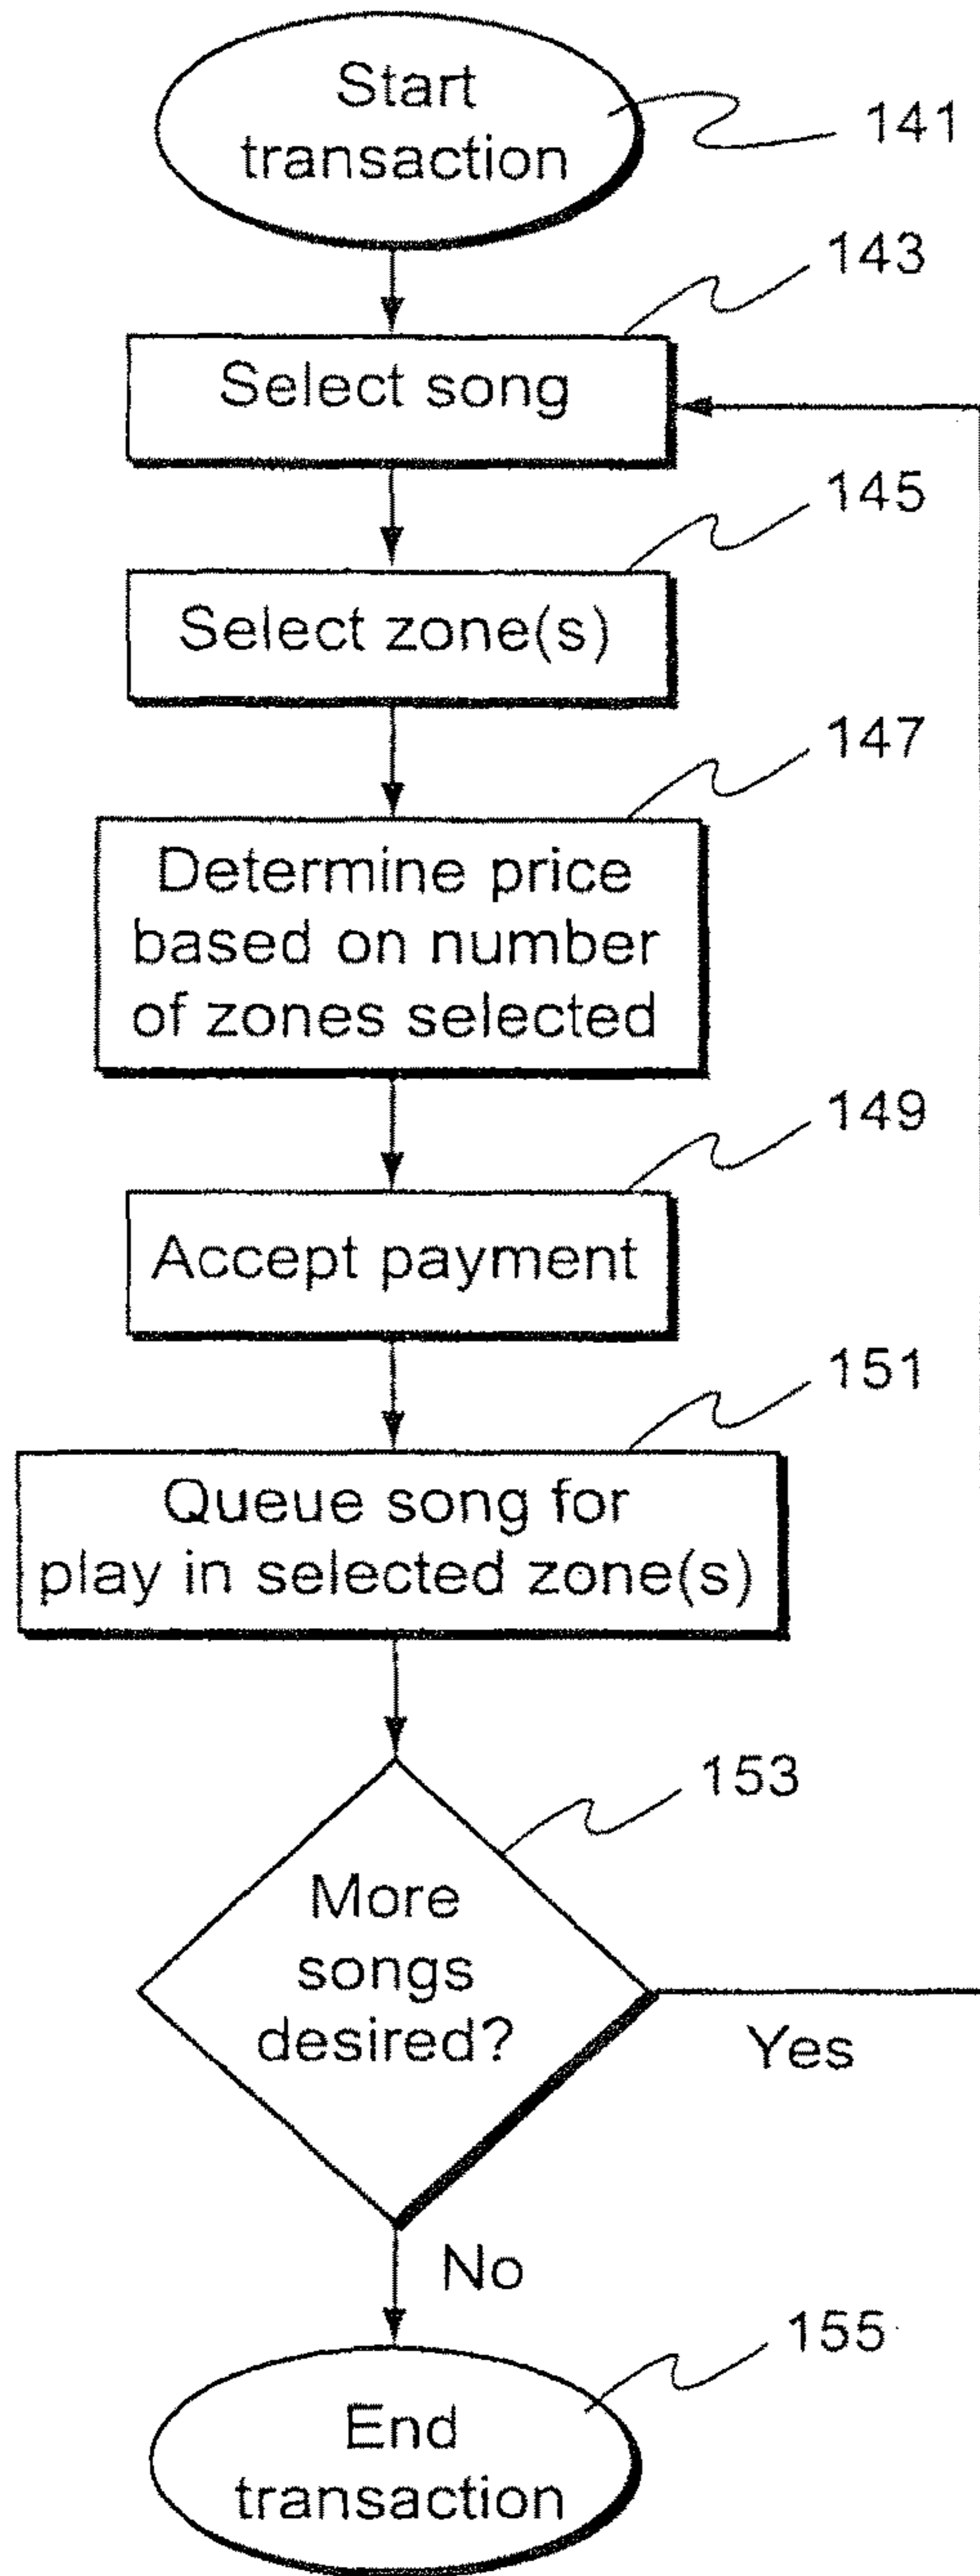 Start
transaction
141
143
Select song
145
Select zone(s)
147
Determine price
based on number
of zones selected
149
Accept payment
151
Queue song for
play in selected zone(s)
153
More
songs
desired?
Yes
No
155
End
transaction